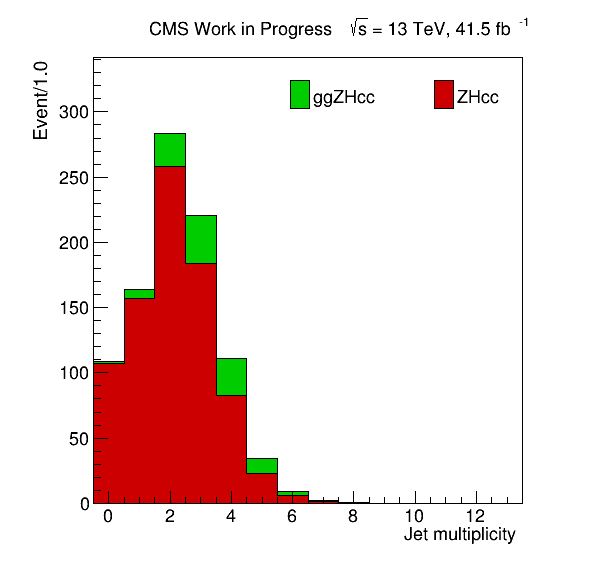 CMS Work in Progress √s = 13 TeV, 41.5 fb⁻¹
Event/1.0
ggZHcc ZHcc
300
250
200
150
100
50
0
0 2 4 6 8 10 12
Jet multiplicity